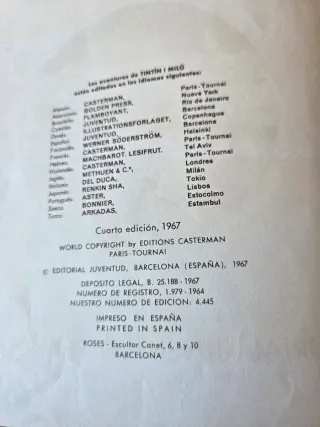 Las aventuras de TINTÍN Y MILÚ
están editadas en los idiomas siguientes:
Alemán: CASTERMAN, Paris-Tournai
Americano: GOLDEN PRESS, Nueva York
Brasileño: FLAMBOYANT, Rio de Janeiro
Catalán: JUVENTUD, Barcelona
Danés: ILLUSTRATIONSFORLAGET, Copenhague
Español: JUVENTUD, Barcelona
Finlandés: WERNER SÖDERSTRÖM, Helsinki
Francés: CASTERMAN, Paris-Tournai
Hebreo: MACHBAROT. LESIFRUT, Tel Aviv
Holandés: CASTERMAN, Paris-Tournai
Inglés: METHUEN & C°, Londres
Italiano: DEL DUCA, Milán
Japonés: RENKIN SHA, Tokio
Portugués: ASTER, Lisboa
Sueco: BONNIER, Estocolmo
Turco: ARKADAS, Estambul
Cuarta edición, 1967
WORLD COPYRIGHT by EDITIONS CASTERMAN
PARIS-TOURNAI
© EDITORIAL JUVENTUD, BARCELONA (ESPAÑA), 1967
DEPOSITO LEGAL, B. 25.188 - 1967
NUMERO DE REGISTRO, 1.979 - 1964
NUESTRO NUMERO DE EDICION: 4.445
IMPRESO EN ESPAÑA
PRINTED IN SPAIN
ROSES - Escultor Canet, 6, 8 y 10
BARCELONA